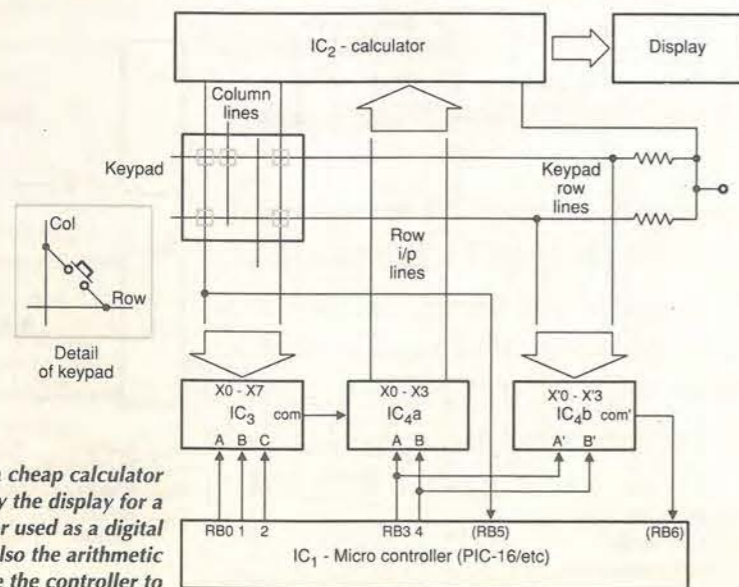 IC2 - calculator
Display
Column
lines
Keypad
Keypad
row
lines
Row
i/p
lines
Col
Row
Detail
of keypad
X0 - X7
IC3
com
A B C
X0 - X3
IC4a
A B
X'0 - X'3
IC4b
com'
A' B'
RB0 1 2
RB3 4
(RB5)
(RB6)
IC1 - Micro controller (PIC-16/etc)
cheap calculator
y the display for a
r used as a digital
lso the arithmetic
e the controller to